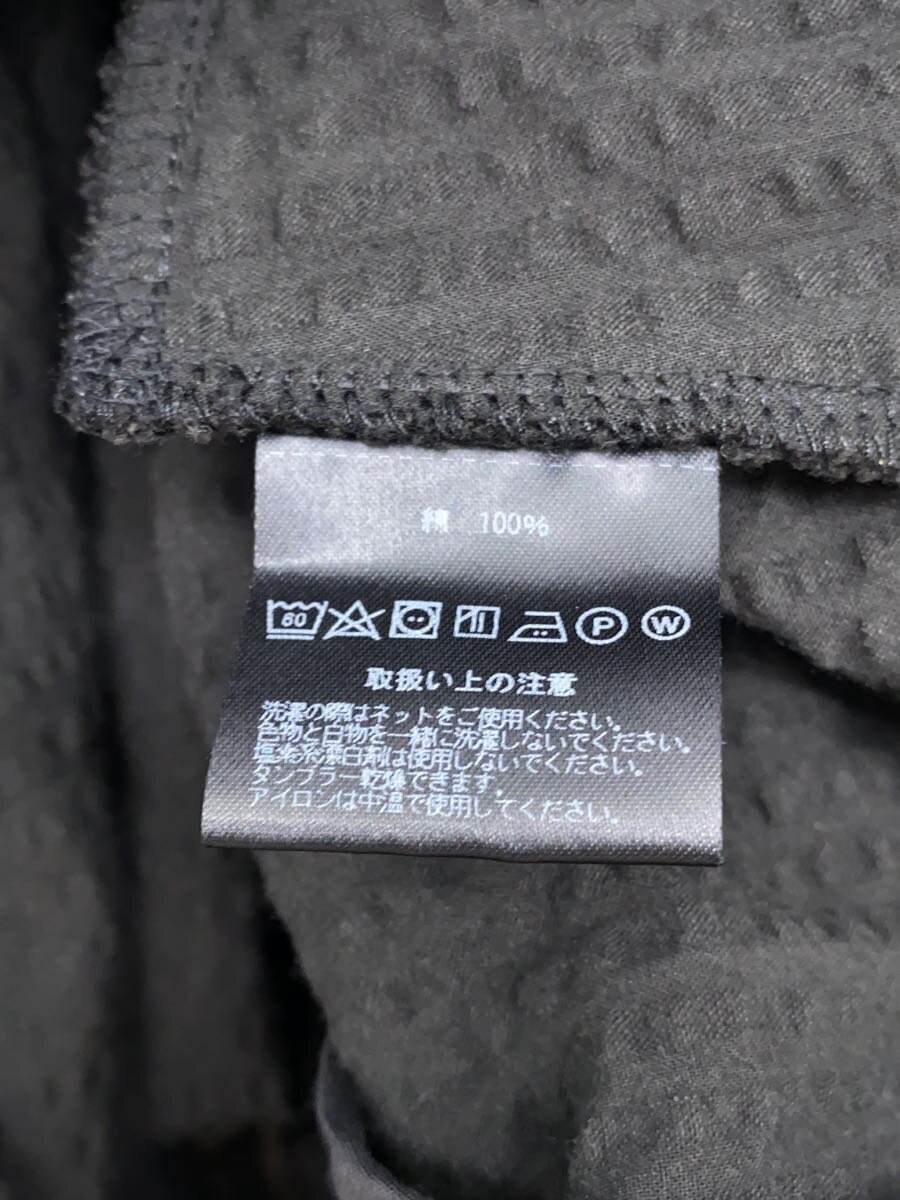 綿 100%
60 P W
取扱い上の注意
洗濯の際はネットをご使用ください。
色物と白物を一緒に洗濯しないでください。
塩素系漂白剤は使用しないでください。
タンブラー乾燥できます。
アイロンは中温で使用してください。